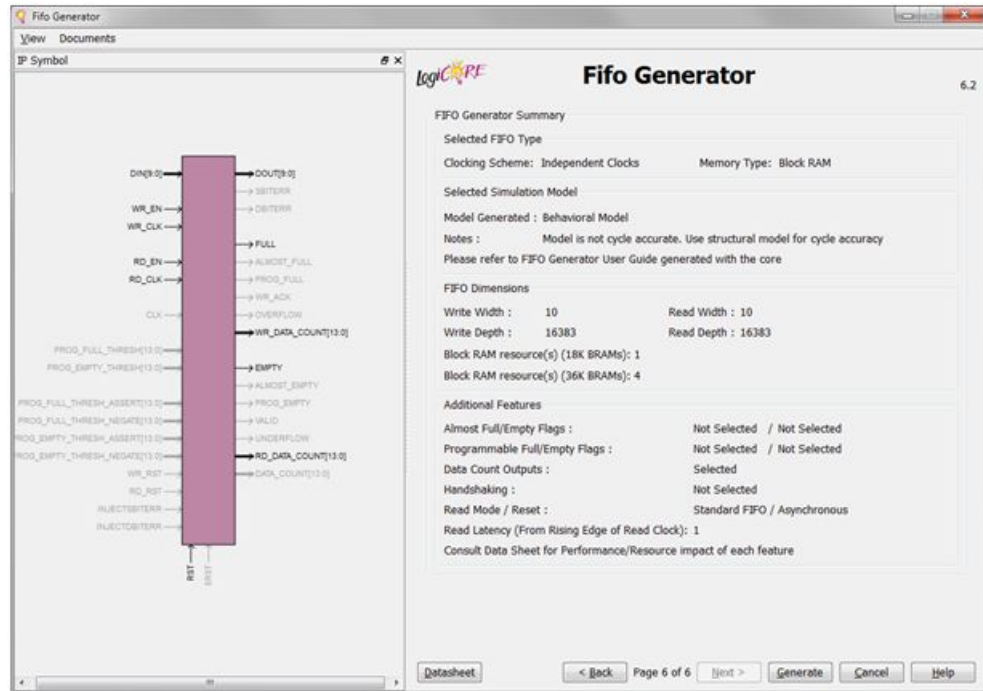 Fifo Generator
View Documents
IP Symbol
DIN[9:0]
WR_EN
WR_CLK
RD_EN
RD_CLK
CLK
PROG_FULL_THRESH[13:0]
PROG_EMPTY_THRESH[13:0]
PROG_FULL_THRESH_ASSERT[13:0]
PROG_FULL_THRESH_NEGATE[13:0]
PROG_EMPTY_THRESH_ASSERT[13:0]
PROG_EMPTY_THRESH_NEGATE[13:0]
WR_RST
RD_RST
INJECTSBITERR
INJECTDBITERR
DOUT[9:0]
SBITERR
DBITERR
FULL
ALMOST_FULL
PROG_FULL
WR_ACK
OVERFLOW
WR_DATA_COUNT[13:0]
EMPTY
ALMOST_EMPTY
PROG_EMPTY
VALID
UNDERFLOW
RD_DATA_COUNT[13:0]
DATA_COUNT[13:0]
RST
SRST
LogiCORE
Fifo Generator
6.2
FIFO Generator Summary
Selected FIFO Type
Clocking Scheme: Independent Clocks Memory Type: Block RAM
Selected Simulation Model
Model Generated : Behavioral Model
Notes : Model is not cycle accurate. Use structural model for cycle accuracy
Please refer to FIFO Generator User Guide generated with the core
FIFO Dimensions
Write Width : 10 Read Width : 10
Write Depth : 16383 Read Depth : 16383
Block RAM resource(s) (18K BRAMs): 1
Block RAM resource(s) (36K BRAMs): 4
Additional Features
Almost Full/Empty Flags : Not Selected / Not Selected
Programmable Full/Empty Flags : Not Selected / Not Selected
Data Count Outputs : Selected
Handshaking : Not Selected
Read Mode / Reset : Standard FIFO / Asynchronous
Read Latency (From Rising Edge of Read Clock): 1
Consult Data Sheet for Performance/Resource impact of each feature
Datasheet < Back Page 6 of 6 Next > Generate Cancel Help